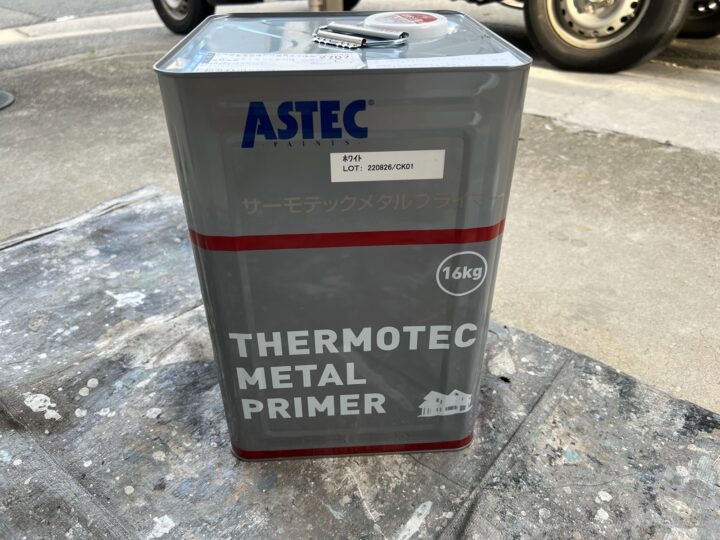 ASTEC®
PAINTS
ホワイト
LOT: 220826/CK01
サーモテックメタルプライマー
16kg
THERMOTEC
METAL
PRIMER